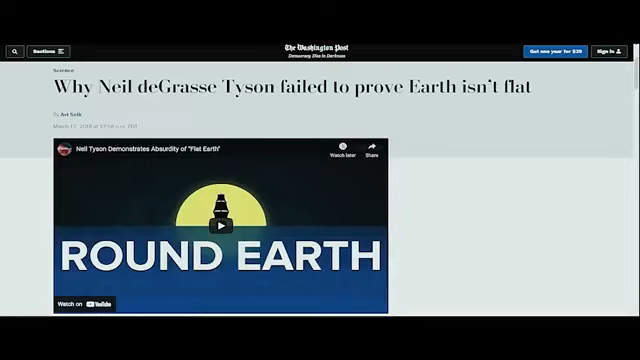 Sections
The Washington Post
Democracy Dies in Darkness
Get one year for $39
Sign in
Science
Why Neil deGrasse Tyson failed to prove Earth isn't flat
By Avi Selk
Neil Tyson Demonstrates Absurdity of "Flat Earth"
Watch later
Share
ROUND EARTH
Watch on YouTube